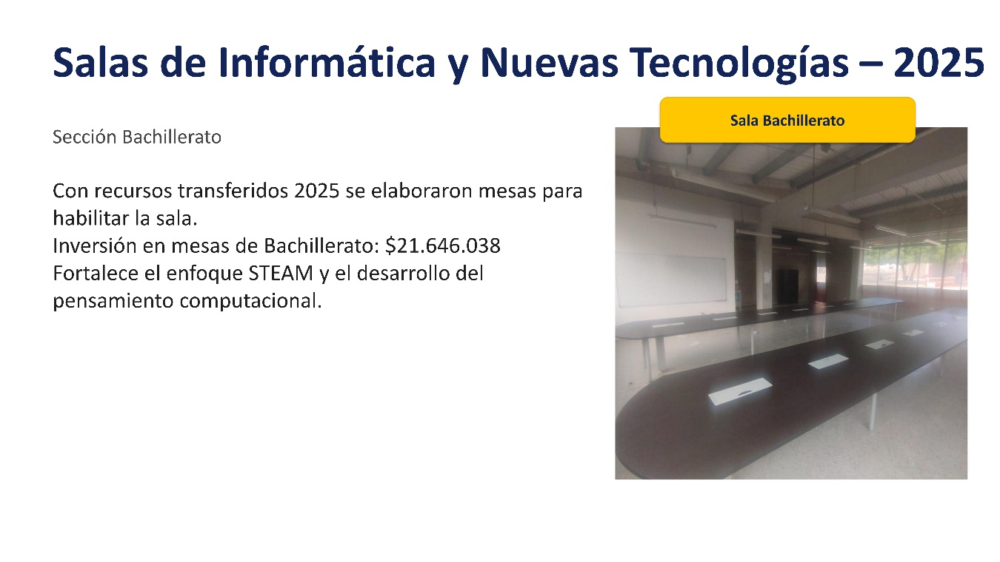 Salas de Informática y Nuevas Tecnologías – 2025
Sala Bachillerato
Sección Bachillerato
Con recursos transferidos 2025 se elaboraron mesas para
habilitar la sala.
Inversión en mesas de Bachillerato: $21.646.038
Fortalece el enfoque STEAM y el desarrollo del
pensamiento computacional.